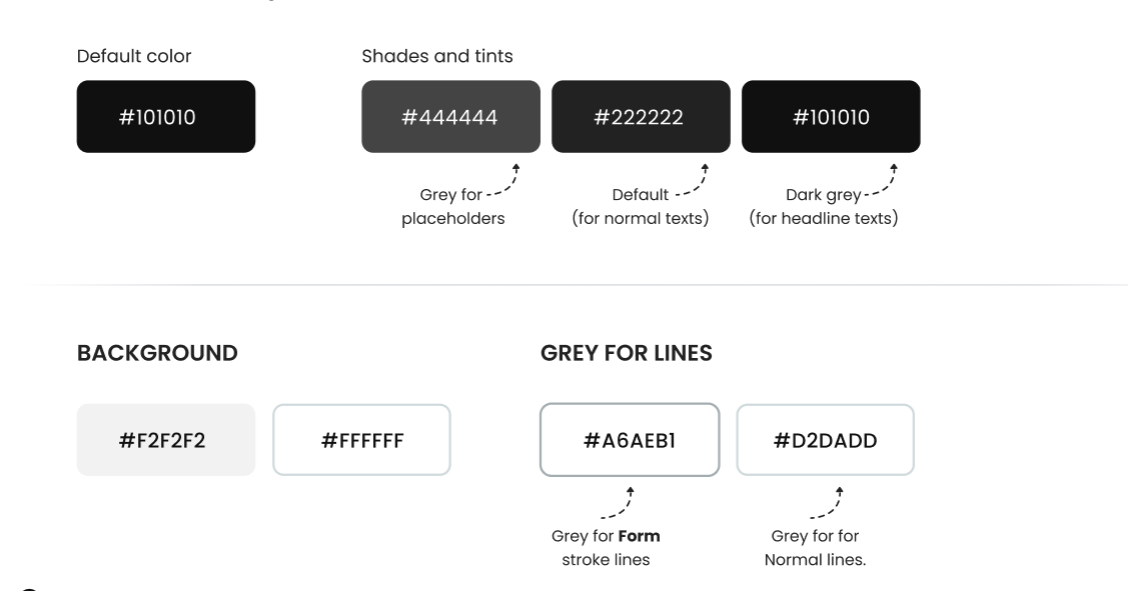 Default color
Shades and tints
#101010
#444444
#222222
#101010
Grey for
placeholders
Default
(for normal texts)
Dark grey
(for headline texts)
BACKGROUND
GREY FOR LINES
#F2F2F2
#FFFFFF
#A6AEB1
#D2DADD
Grey for Form
stroke lines
Grey for for
Normal lines.